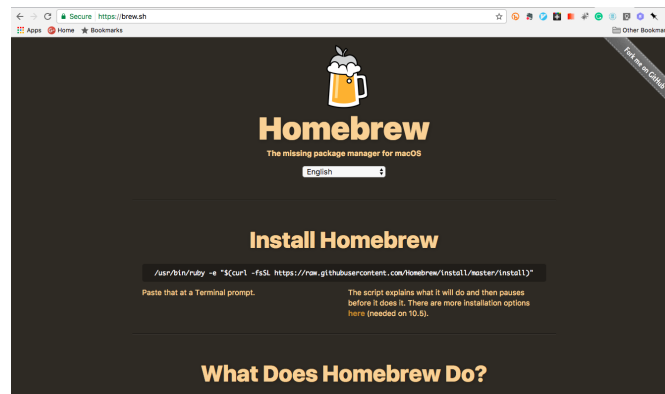 Secure https://brew.sh
Apps Home Bookmarks Other Bookmar
Fork me on GitHub
Homebrew
The missing package manager for macOS
English
Install Homebrew
/usr/bin/ruby -e "$(curl -fsSL https://raw.githubusercontent.com/Homebrew/install/master/install)"
Paste that at a Terminal prompt.
The script explains what it will do and then pauses
before it does it. There are more installation options
here (needed on 10.5).
What Does Homebrew Do?